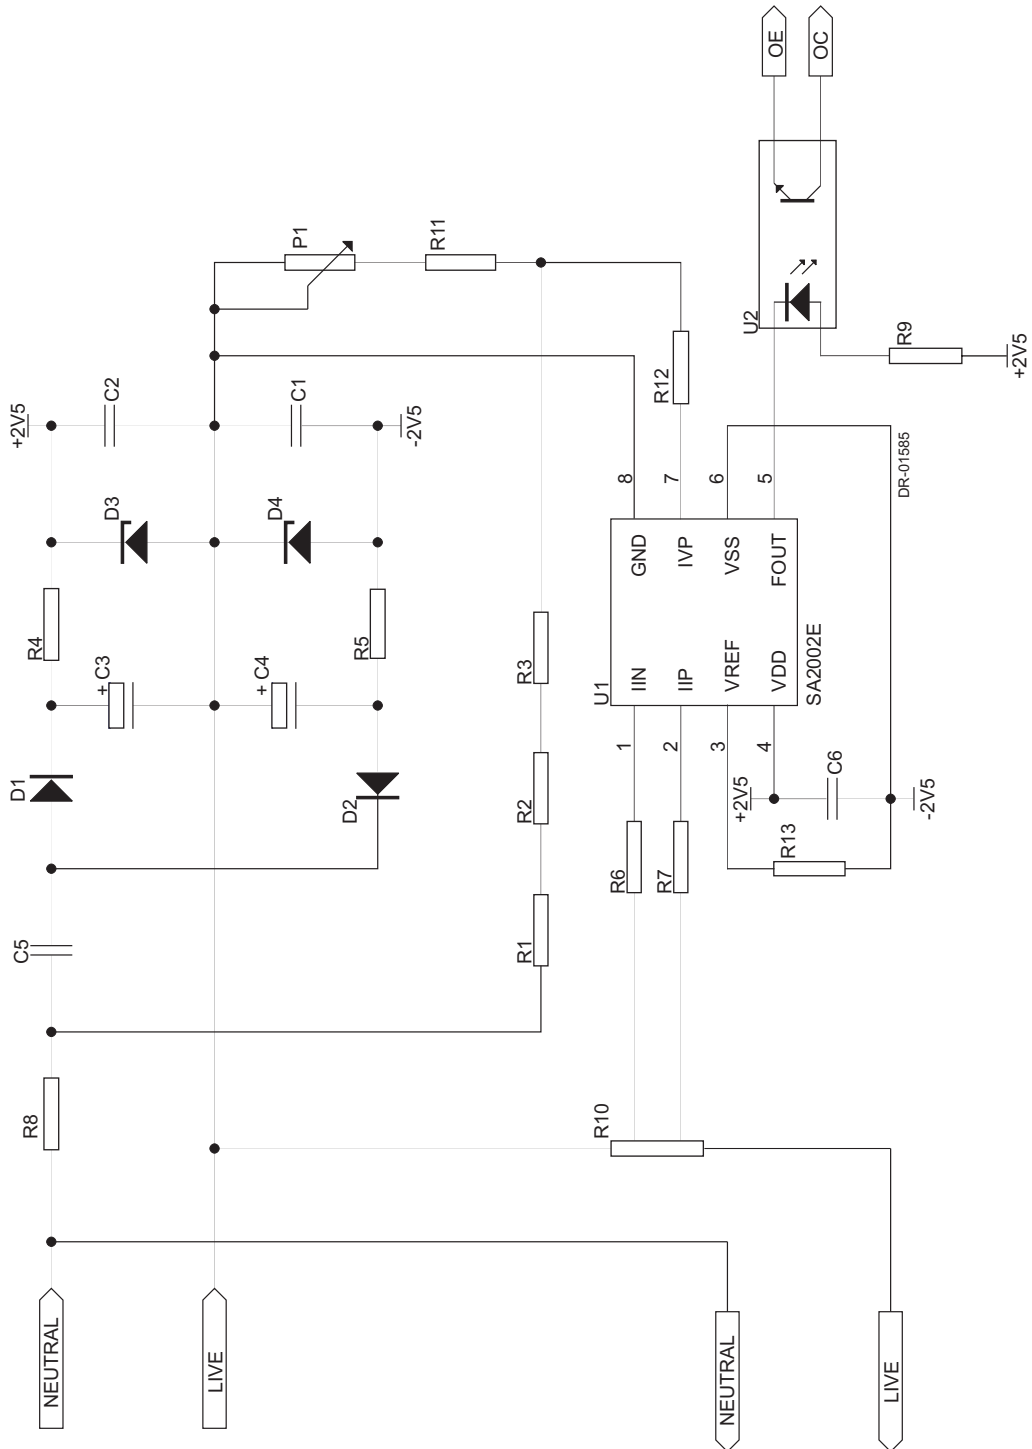 OE
OC
P1
R11
U2
R9
+2V5
R12
+2V5
C2
C1
-2V5
D3
D4
8
7
6
5
DR-01585
GND
IVP
VSS
FOUT
R4
R5
C3
+
C4
+
R3
U1
IIN
IIP
VREF
VDD
SA2002E
1
2
3
4
D1
D2
R2
+2V5
C6
-2V5
R13
R6
R7
C5
R1
R8
R10
NEUTRAL
LIVE
NEUTRAL
LIVE